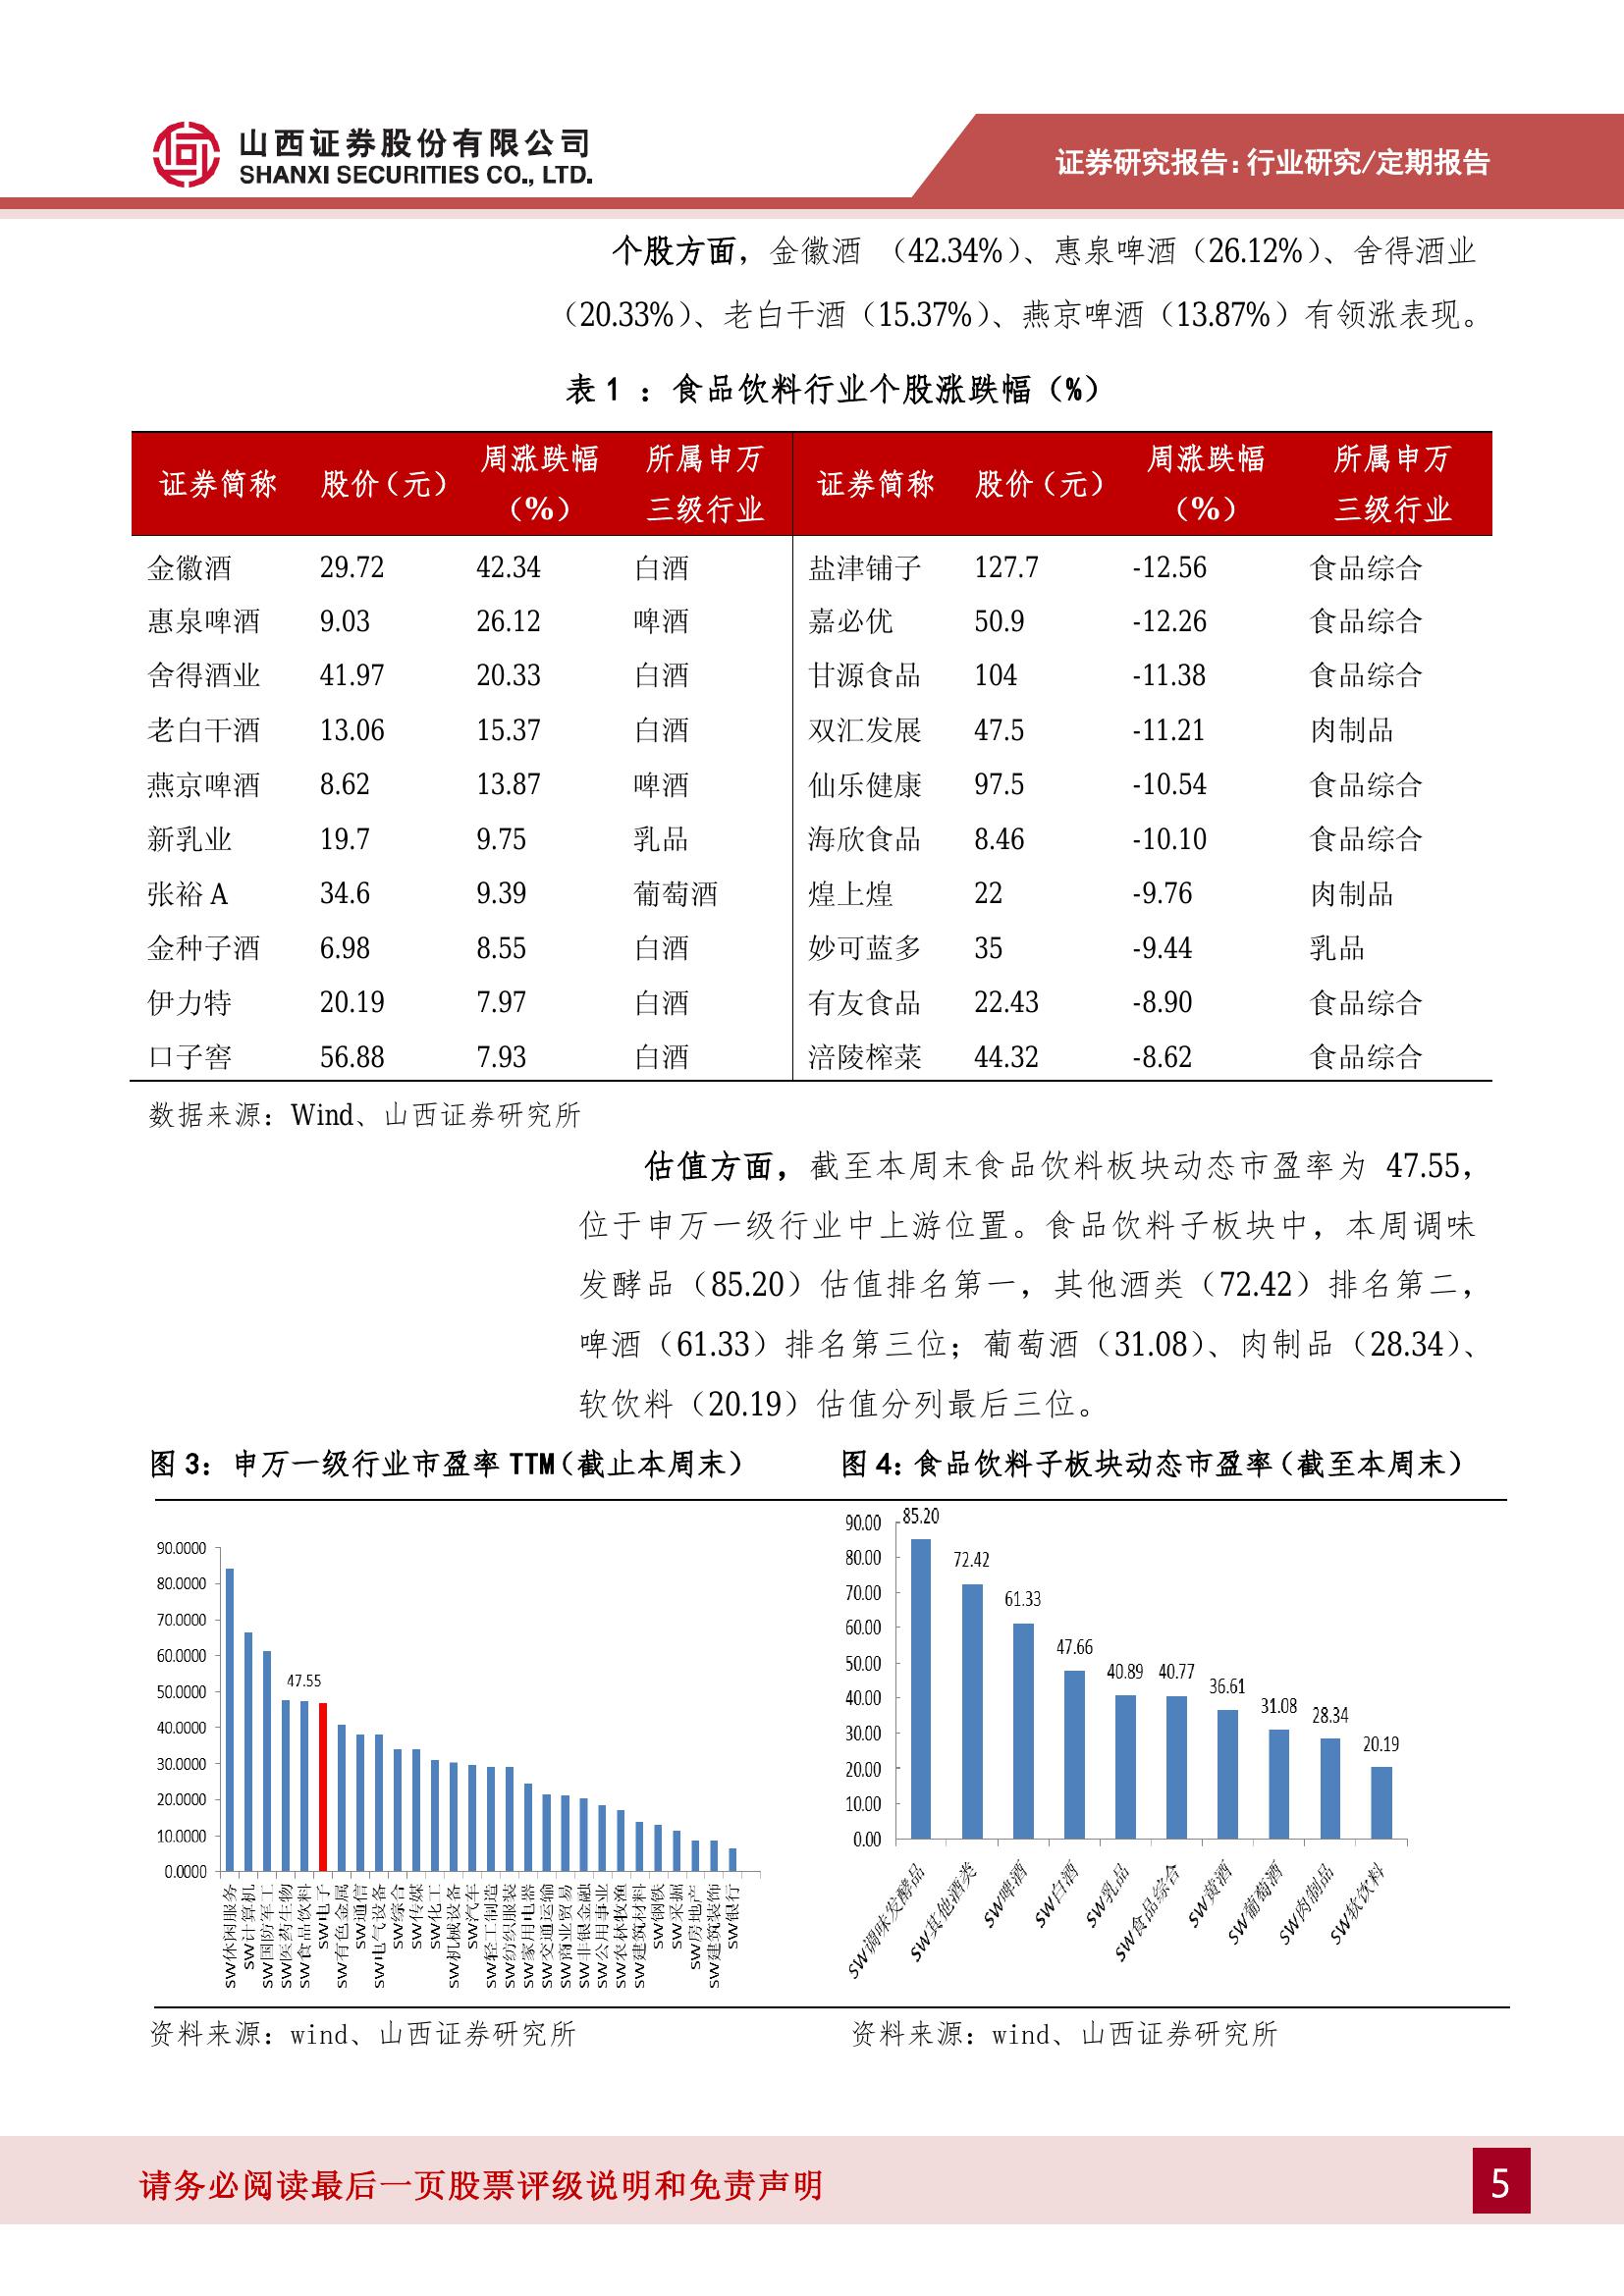 山西证券股份有限公司
SHANXI SECURITIES CO., LTD.
证券研究报告:行业研究/定期报告
个股方面，金徽酒 （42.34%）、惠泉啤酒（26.12%）、舍得酒业
（20.33%）、老白干酒（15.37%）、燕京啤酒（13.87%）有领涨表现。
表 1 ：食品饮料行业个股涨跌幅（%）
证券简称 股价（元） 周涨跌幅（%） 所属申万三级行业 证券简称 股价（元） 周涨跌幅（%） 所属申万三级行业
金徽酒 29.72 42.34 白酒 盐津铺子 127.7 -12.56 食品综合
惠泉啤酒 9.03 26.12 啤酒 嘉必优 50.9 -12.26 食品综合
舍得酒业 41.97 20.33 白酒 甘源食品 104 -11.38 食品综合
老白干酒 13.06 15.37 白酒 双汇发展 47.5 -11.21 肉制品
燕京啤酒 8.62 13.87 啤酒 仙乐健康 97.5 -10.54 食品综合
新乳业 19.7 9.75 乳品 海欣食品 8.46 -10.10 食品综合
张裕 A 34.6 9.39 葡萄酒 煌上煌 22 -9.76 肉制品
金种子酒 6.98 8.55 白酒 妙可蓝多 35 -9.44 乳品
伊力特 20.19 7.97 白酒 有友食品 22.43 -8.90 食品综合
口子窖 56.88 7.93 白酒 涪陵榨菜 44.32 -8.62 食品综合
数据来源：Wind、山西证券研究所
估值方面，截至本周末食品饮料板块动态市盈率为 47.55，
位于申万一级行业中上游位置。食品饮料子板块中，本周调味
发酵品（85.20）估值排名第一，其他酒类（72.42）排名第二，
啤酒（61.33）排名第三位；葡萄酒（31.08）、肉制品（28.34）、
软饮料（20.19）估值分列最后三位。
图 3：申万一级行业市盈率 TTM（截止本周末）
90.0000
80.0000
70.0000
60.0000
50.0000
40.0000
30.0000
20.0000
10.0000
0.0000
47.55
SW休闲服务
SW计算机
SW国防军工
SW医药生物
SW食品饮料
SW电子
SW有色金属
SW通信
SW电气设备
SW综合
SW传媒
SW化工
SW机械设备
SW汽车
SW轻工制造
SW纺织服装
SW家用电器
SW交通运输
SW商业贸易
SW非银金融
SW公用事业
SW农林牧渔
SW建筑材料
SW钢铁
SW采掘
SW房地产
SW建筑装饰
SW银行
资料来源：wind、山西证券研究所
图 4：食品饮料子板块动态市盈率（截至本周末）
90.00
80.00
70.00
60.00
50.00
40.00
30.00
20.00
10.00
0.00
85.20
72.42
61.33
47.66
40.89
40.77
36.61
31.08
28.34
20.19
SW调味发酵品
SW其他酒类
SW啤酒
SW白酒
SW乳品
SW食品综合
SW黄酒
SW葡萄酒
SW肉制品
SW软饮料
资料来源：wind、山西证券研究所
请务必阅读最后一页股票评级说明和免责声明
5